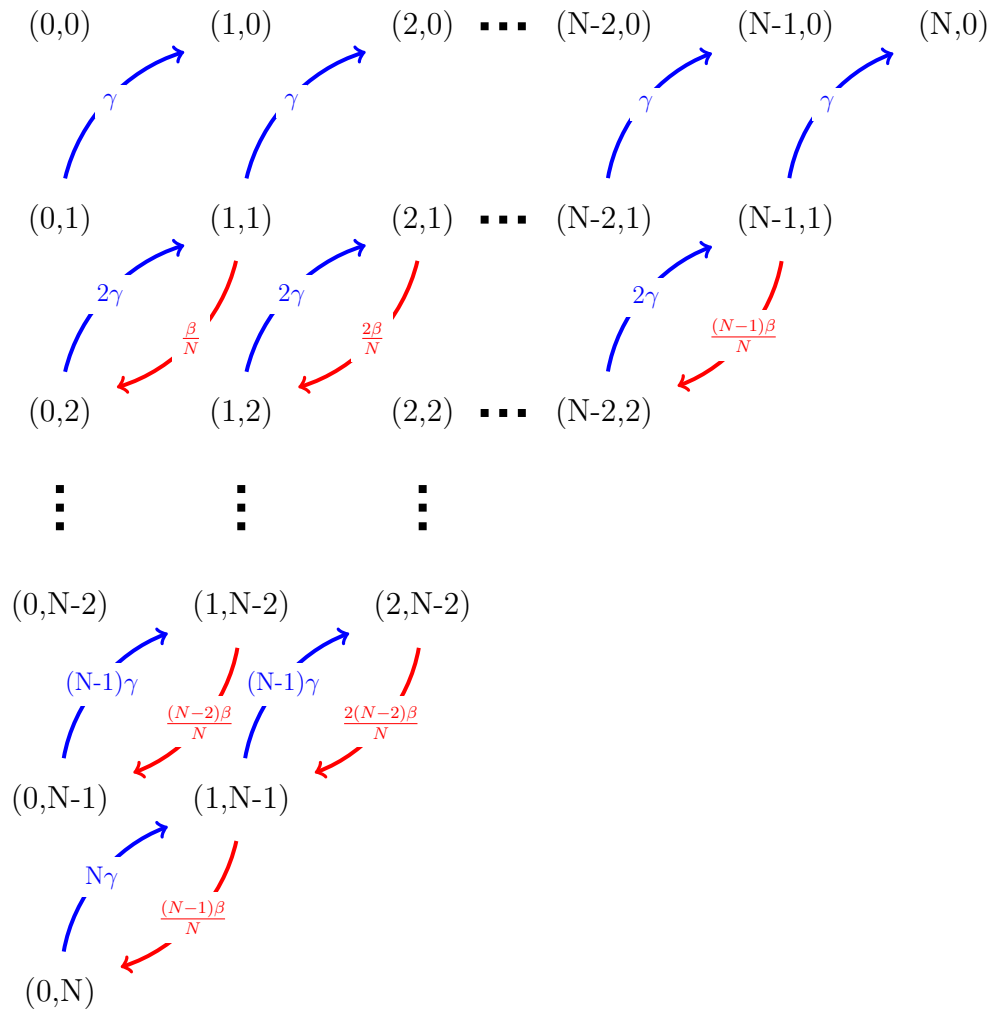 (0,0) (1,0) (2,0) ... (N-2,0) (N-1,0) (N,0)
γ γ γ γ
(0,1) (1,1) (2,1) ... (N-2,1) (N-1,1)
2γ 2γ 2γ
β/N 2β/N (N−1)β/N
(0,2) (1,2) (2,2) ... (N-2,2)
⋮ ⋮ ⋮
(0,N-2) (1,N-2) (2,N-2)
(N-1)γ (N-1)γ
(N−2)β/N 2(N−2)β/N
(0,N-1) (1,N-1)
Nγ
(N−1)β/N
(0,N)